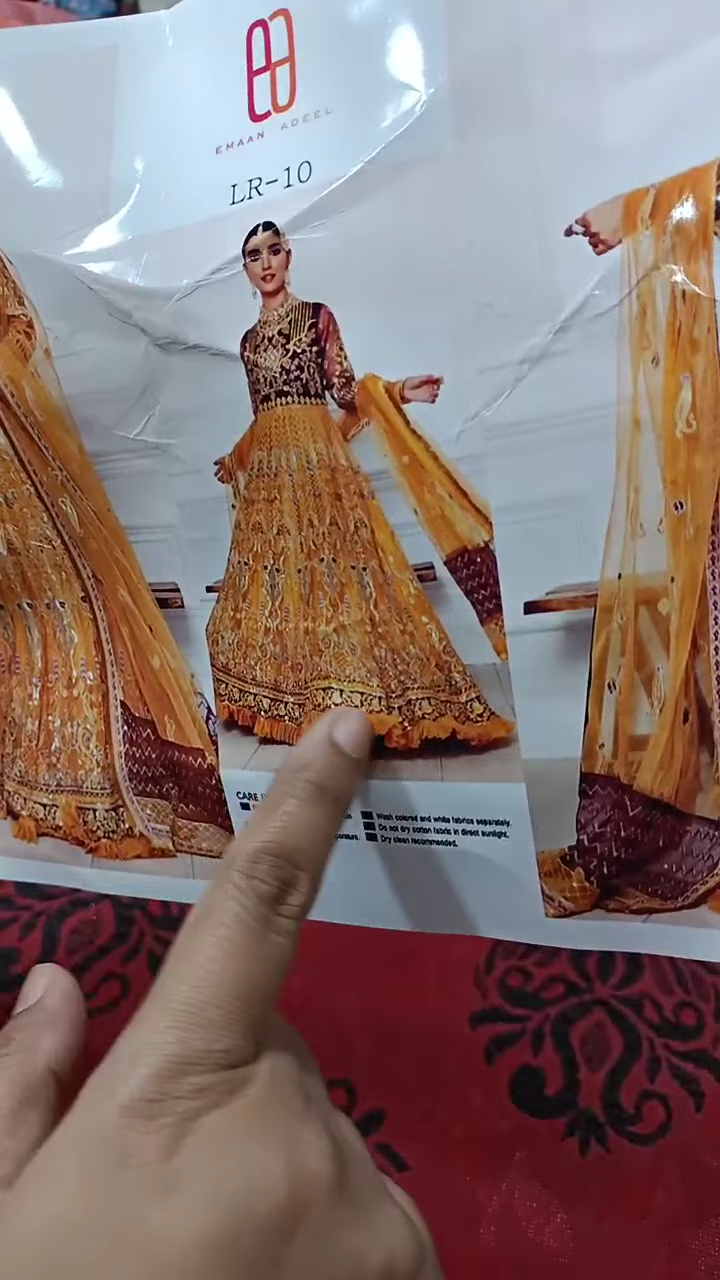 EMAAN ADEEL
LR-10
CARE
Wash colored and white fabrics separately.
Do not dry cotton fabric in direct sunlight.
Dry clean recommended.